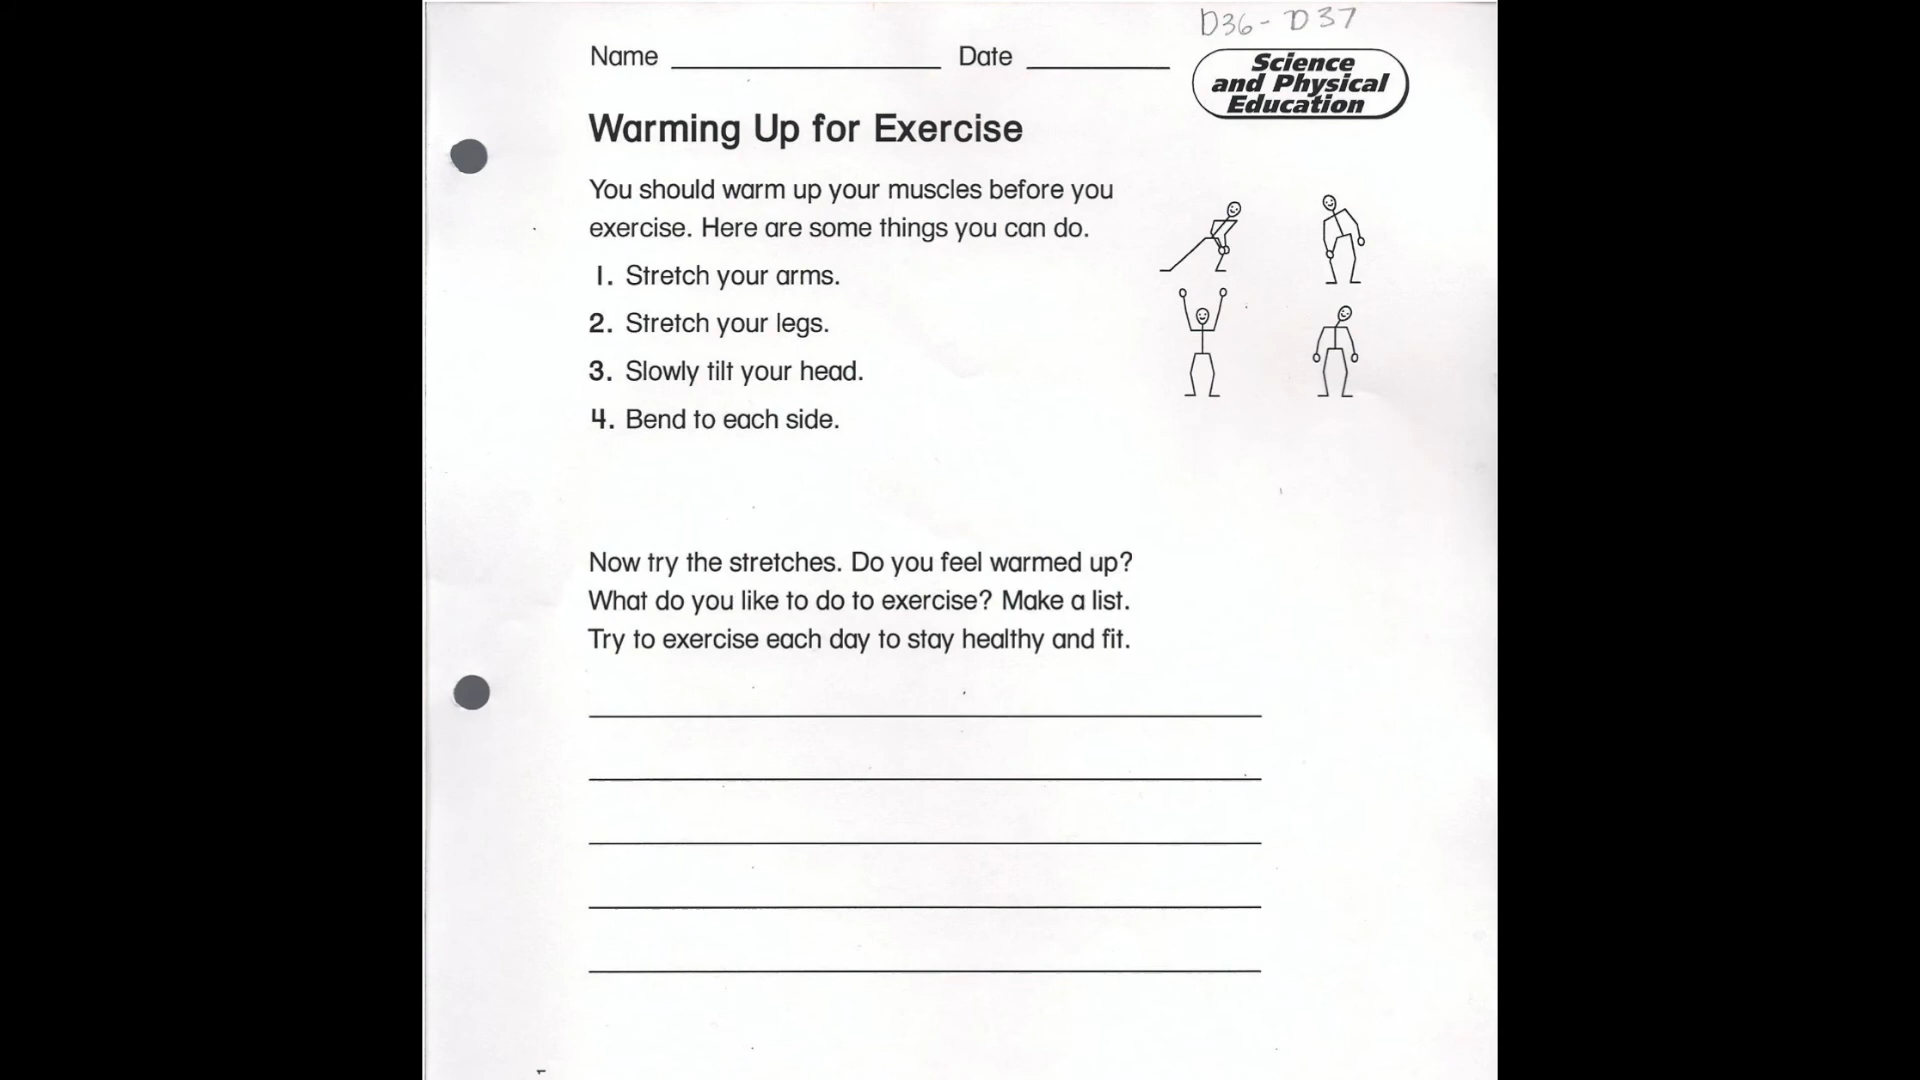 D36 - D37
Name
Date
Science
and Physical
Education
Warming Up for Exercise
You should warm up your muscles before you
exercise. Here are some things you can do.
1. Stretch your arms.
2. Stretch your legs.
3. Slowly tilt your head.
4. Bend to each side.
Now try the stretches. Do you feel warmed up?
What do you like to do to exercise? Make a list.
Try to exercise each day to stay healthy and fit.